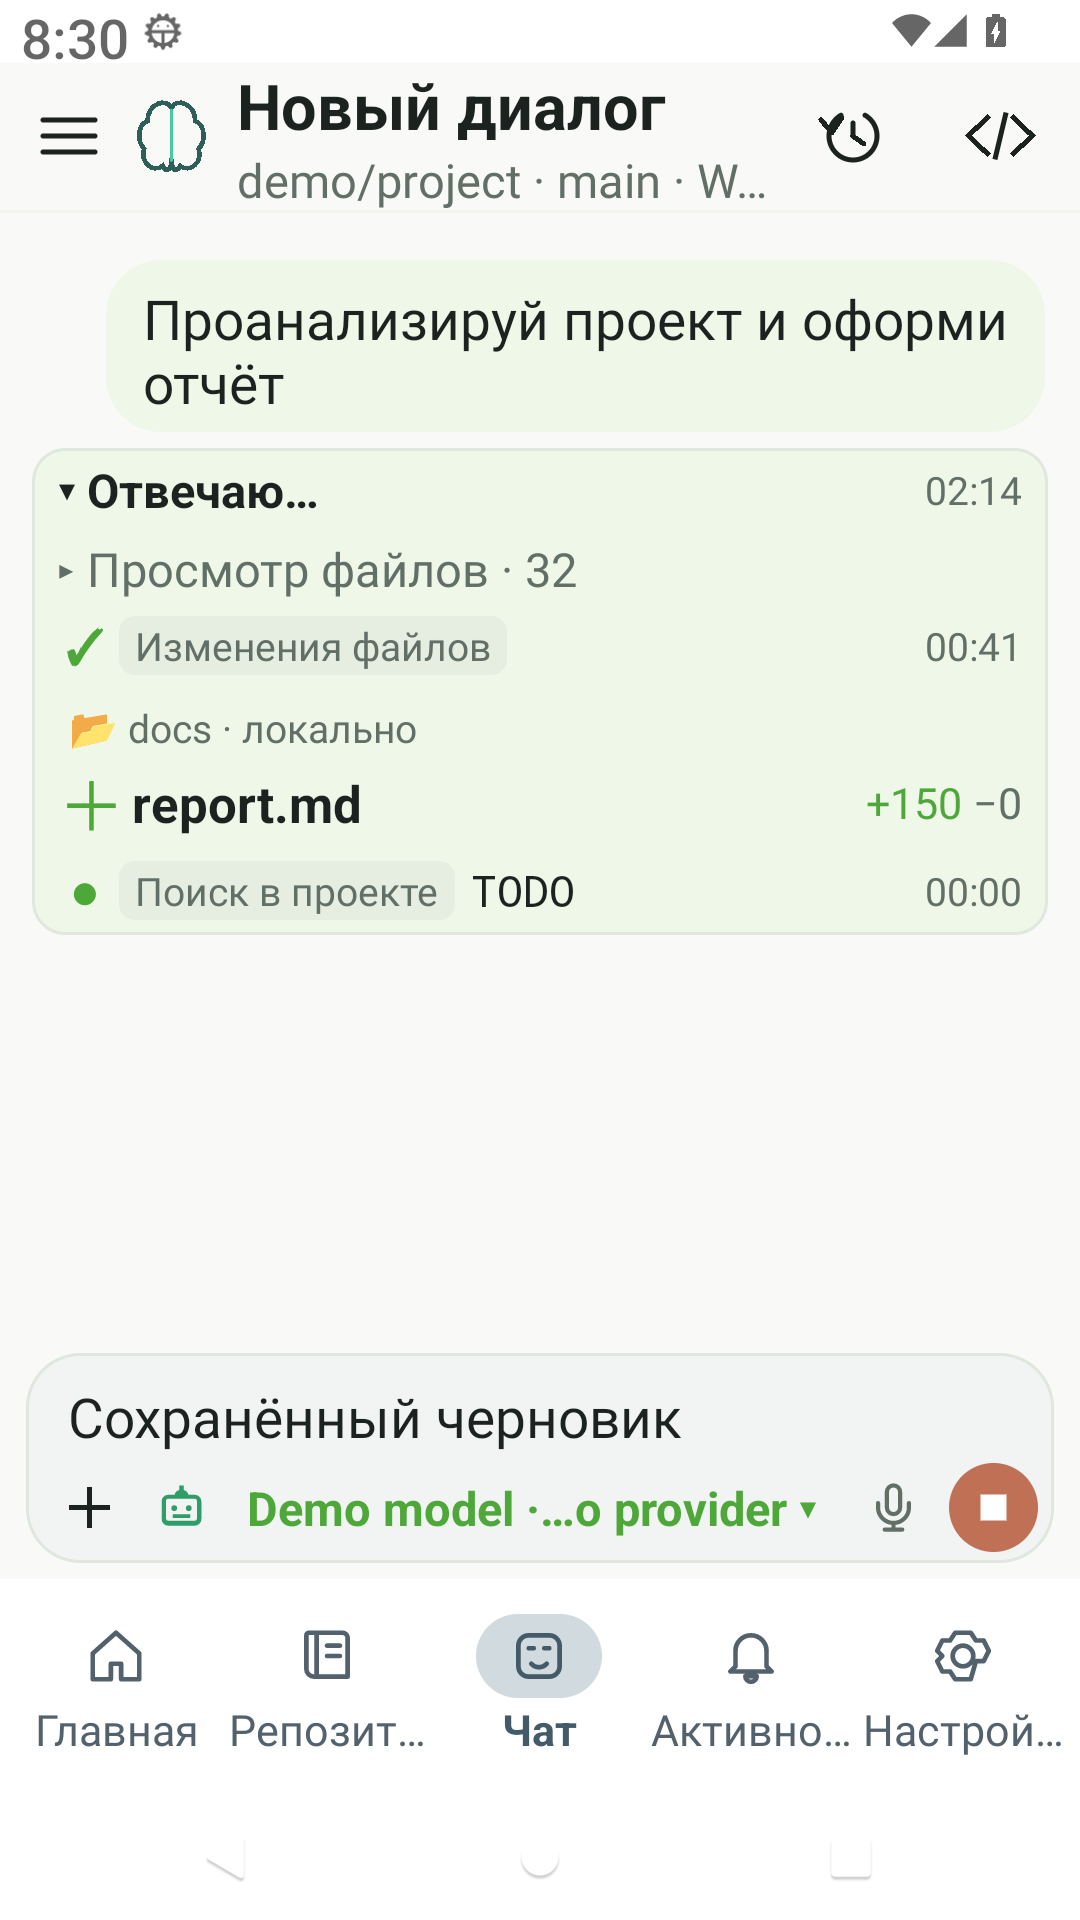 8:30
Новый диалог
demo/project · main · W...
Проанализируй проект и оформи
отчёт
▾ Отвечаю... 02:14
▸ Просмотр файлов · 32
✓ Изменения файлов 00:41
docs · локально
+ report.md +150 −0
● Поиск в проекте TODO 00:00
Сохранённый черновик
Demo model ·...o provider ▾
Главная Репозит... Чат Активно... Настрой...